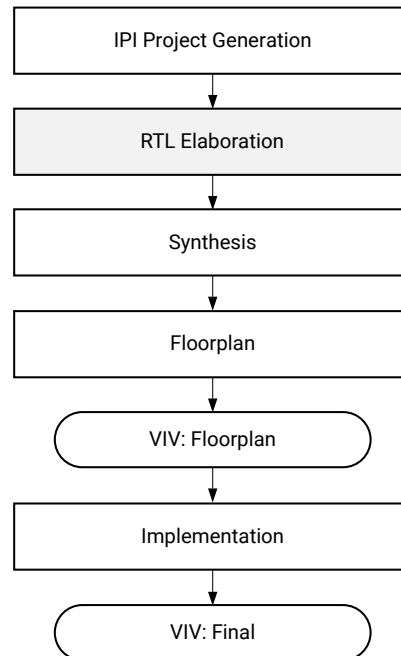 IPI Project Generation
RTL Elaboration
Synthesis
Floorplan
VIV: Floorplan
Implementation
VIV: Final